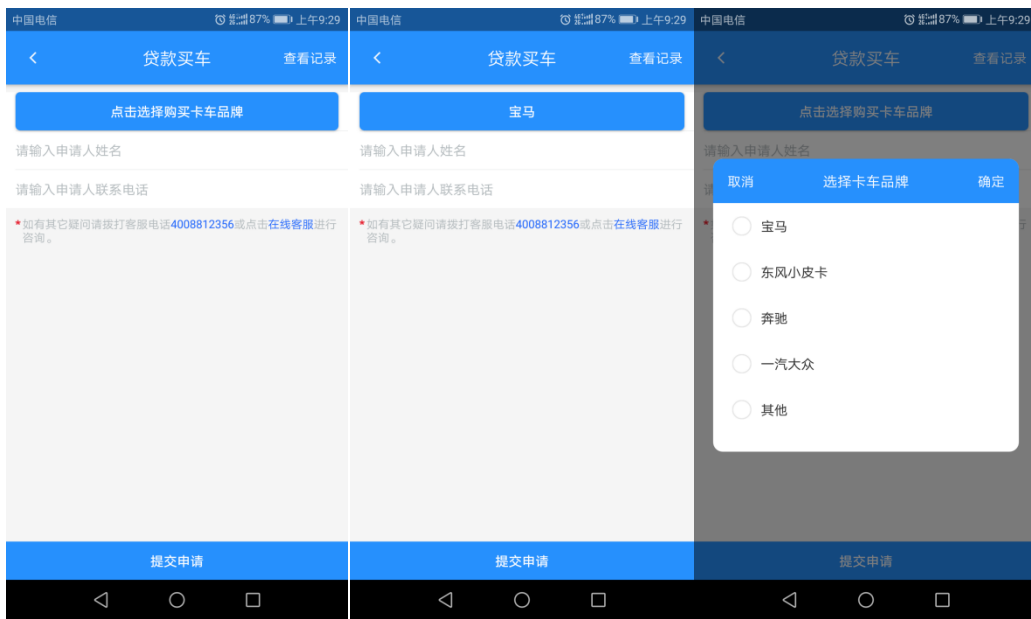 中国电信
87%
上午9:29
贷款买车
查看记录
点击选择购买卡车品牌
请输入申请人姓名
请输入申请人联系电话
*如有其它疑问请拨打客服电话4008812356或点击在线客服进行
咨询。
提交申请
中国电信
87%
上午9:29
贷款买车
查看记录
宝马
请输入申请人姓名
请输入申请人联系电话
*如有其它疑问请拨打客服电话4008812356或点击在线客服进行
咨询。
提交申请
中国电信
87%
上午9:29
贷款买车
查看记录
点击选择购买卡车品牌
请输入申请人姓名
取消
选择卡车品牌
确定
宝马
东风小皮卡
奔驰
一汽大众
其他
提交申请